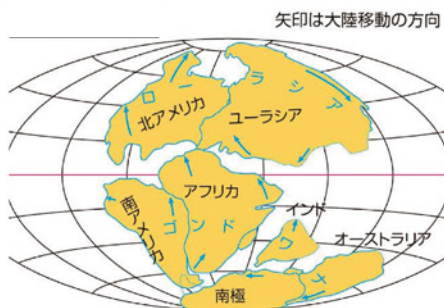 矢印は大陸移動の方向
ローラシア
北アメリカ
ユーラシア
アフリカ
南アメリカ
ゴンドワナ
インド
オーストラリア
南極